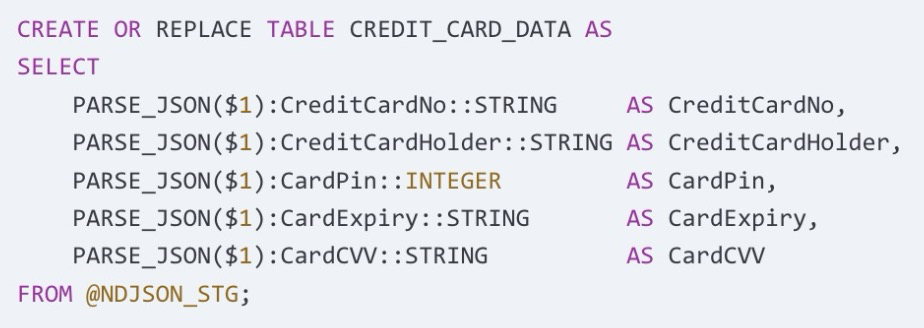 CREATE OR REPLACE TABLE CREDIT_CARD_DATA AS
SELECT
    PARSE_JSON($1):CreditCardNo::STRING     AS CreditCardNo,
    PARSE_JSON($1):CreditCardHolder::STRING AS CreditCardHolder,
    PARSE_JSON($1):CardPin::INTEGER         AS CardPin,
    PARSE_JSON($1):CardExpiry::STRING       AS CardExpiry,
    PARSE_JSON($1):CardCVV::STRING          AS CardCVV
FROM @NDJSON_STG;